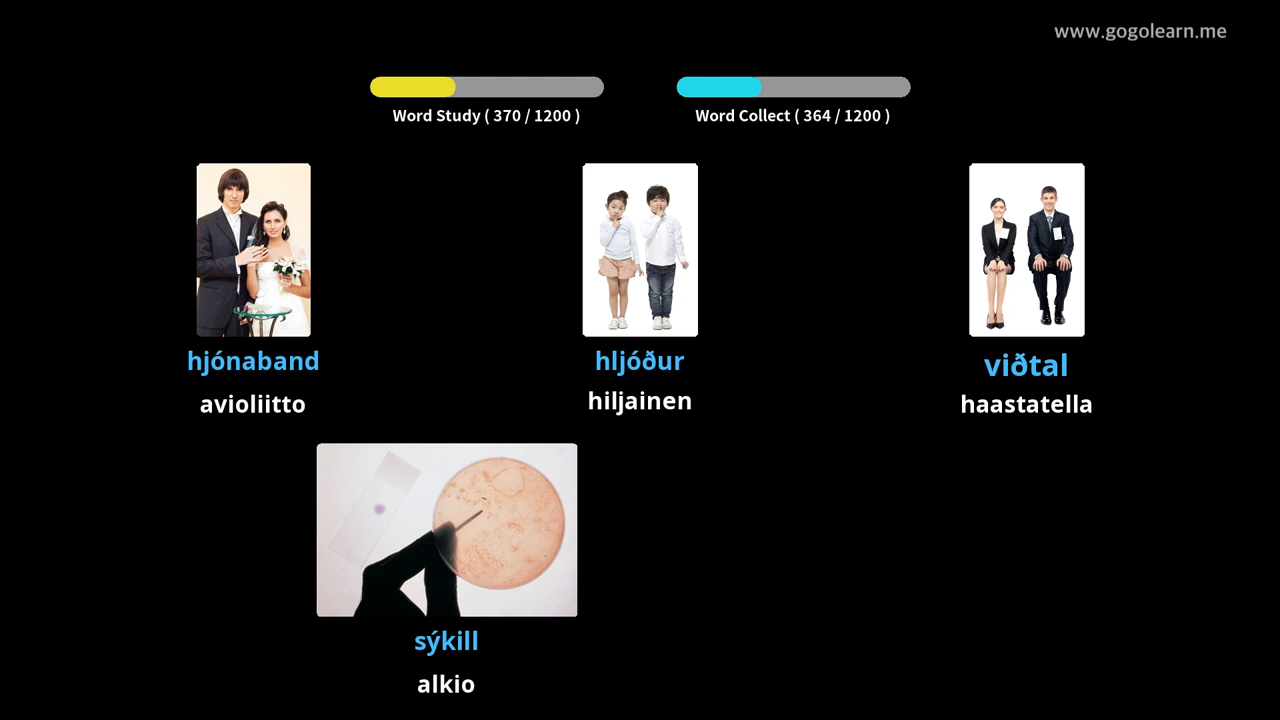 www.gogolearn.me
Word Study ( 370 / 1200 )
Word Collect ( 364 / 1200 )
hjónaband
avioliitto
hljóður
hiljainen
viðtal
haastatella
sýkill
alkio